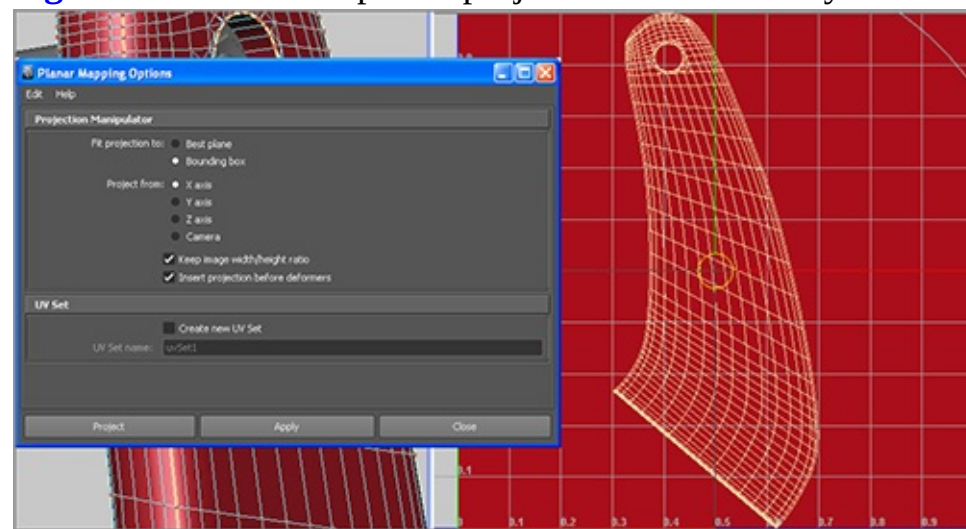 Planar Mapping Options
Edit Help
Projection Manipulator
Fit projection to: Best plane
Bounding box
Project from: X axis
Y axis
Z axis
Camera
Keep image width/height ratio
Insert projection before deformers
UV Set
Create new UV Set
UV Set name: uvSet1
Project Apply Close
0.1
0.1 0.2 0.3 0.4 0.5 0.7 0.8 0.9